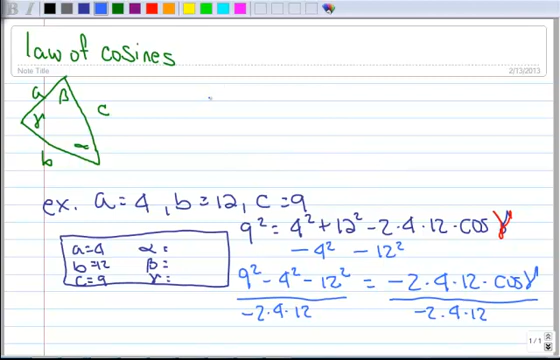 B I
law of cosines
Note Title
2/13/2013
a β c
γ
α
b
ex. a=4, b=12, c=9
9² = 4² + 12² - 2·4·12·cos γ
-4² -12²
a=4 α=
b=12 β=
c=9 γ=
9² - 4² - 12² = -2·4·12·cos γ
-2·4·12 -2·4·12
1/1